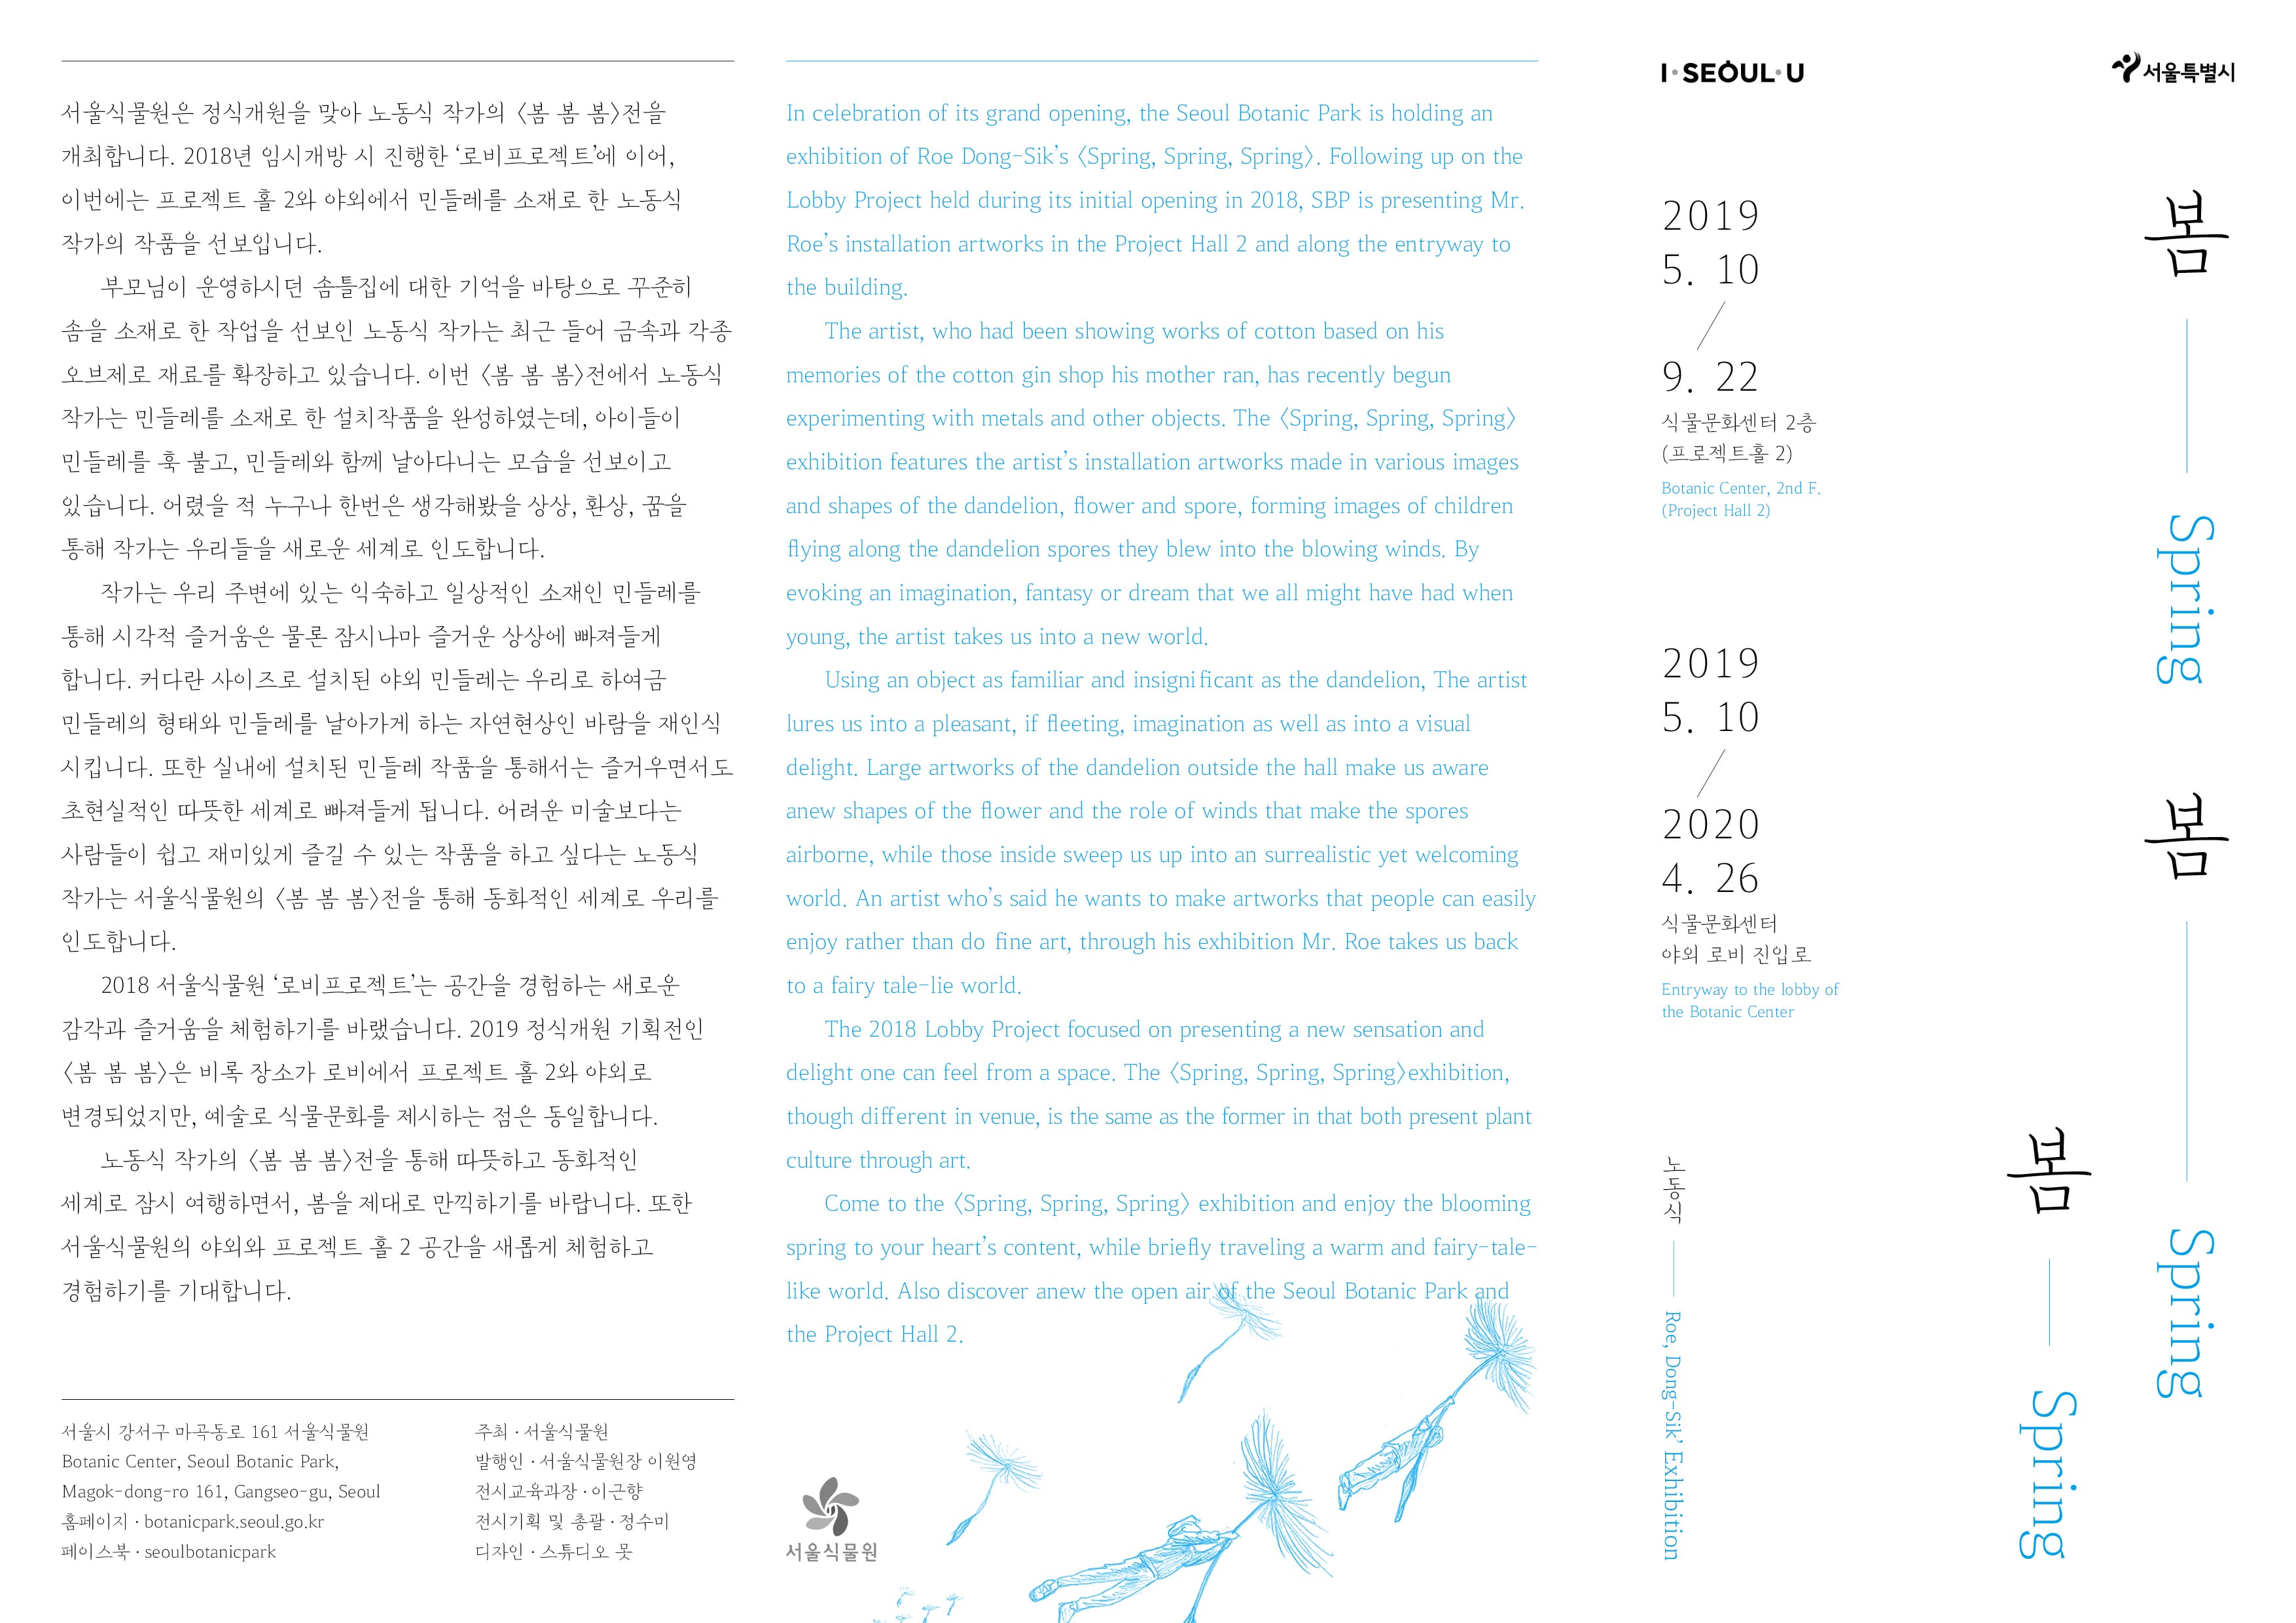 서울식물원은 정식개원을 맞아 노동식 작가의 〈봄 봄 봄〉전을
개최합니다. 2018년 임시개방 시 진행한 ‘로비프로젝트’에 이어,
이번에는 프로젝트 홀 2와 야외에서 민들레를 소재로 한 노동식
작가의 작품을 선보입니다.
부모님이 운영하시던 솜틀집에 대한 기억을 바탕으로 꾸준히
솜을 소재로 한 작업을 선보인 노동식 작가는 최근 들어 금속과 각종
오브제로 재료를 확장하고 있습니다. 이번 〈봄 봄 봄〉전에서 노동식
작가는 민들레를 소재로 한 설치작품을 완성하였는데, 아이들이
민들레를 훅 불고, 민들레와 함께 날아다니는 모습을 선보이고
있습니다. 어렸을 적 누구나 한번은 생각해봤을 상상, 환상, 꿈을
통해 작가는 우리들을 새로운 세계로 인도합니다.
작가는 우리 주변에 있는 익숙하고 일상적인 소재인 민들레를
통해 시각적 즐거움은 물론 잠시나마 즐거운 상상에 빠져들게
합니다. 커다란 사이즈로 설치된 야외 민들레는 우리로 하여금
민들레의 형태와 민들레를 날아가게 하는 자연현상인 바람을 재인식
시킵니다. 또한 실내에 설치된 민들레 작품을 통해서는 즐거우면서도
초현실적인 따뜻한 세계로 빠져들게 됩니다. 어려운 미술보다는
사람들이 쉽고 재미있게 즐길 수 있는 작품을 하고 싶다는 노동식
작가는 서울식물원의 〈봄 봄 봄〉전을 통해 동화적인 세계로 우리를
인도합니다.
2018 서울식물원 ‘로비프로젝트’는 공간을 경험하는 새로운
감각과 즐거움을 체험하기를 바랬습니다. 2019 정식개원 기획전인
〈봄 봄 봄〉은 비록 장소가 로비에서 프로젝트 홀 2와 야외로
변경되었지만, 예술로 식물문화를 제시하는 점은 동일합니다.
노동식 작가의 〈봄 봄 봄〉전을 통해 따뜻하고 동화적인
세계로 잠시 여행하면서, 봄을 제대로 만끽하기를 바랍니다. 또한
서울식물원의 야외와 프로젝트 홀 2 공간을 새롭게 체험하고
경험하기를 기대합니다.
서울시 강서구 마곡동로 161 서울식물원
Botanic Center, Seoul Botanic Park,
Magok-dong-ro 161, Gangseo-gu, Seoul
홈페이지 · botanicpark.seoul.go.kr
페이스북 · seoulbotanicpark
주최 · 서울식물원
발행인 · 서울식물원장 이원영
전시교육과장 · 이근향
전시기획 및 총괄 · 정수미
디자인 · 스튜디오 못
In celebration of its grand opening, the Seoul Botanic Park is holding an
exhibition of Roe Dong-Sik’s 〈Spring, Spring, Spring〉. Following up on the
Lobby Project held during its initial opening in 2018, SBP is presenting Mr.
Roe’s installation artworks in the Project Hall 2 and along the entryway to
the building.
The artist, who had been showing works of cotton based on his
memories of the cotton gin shop his mother ran, has recently begun
experimenting with metals and other objects. The 〈Spring, Spring, Spring〉
exhibition features the artist’s installation artworks made in various images
and shapes of the dandelion, flower and spore, forming images of children
flying along the dandelion spores they blew into the blowing winds. By
evoking an imagination, fantasy or dream that we all might have had when
young, the artist takes us into a new world.
Using an object as familiar and insignificant as the dandelion, The artist
lures us into a pleasant, if fleeting, imagination as well as into a visual
delight. Large artworks of the dandelion outside the hall make us aware
anew shapes of the flower and the role of winds that make the spores
airborne, while those inside sweep us up into an surrealistic yet welcoming
world. An artist who’s said he wants to make artworks that people can easily
enjoy rather than do fine art, through his exhibition Mr. Roe takes us back
to a fairy tale-lie world.
The 2018 Lobby Project focused on presenting a new sensation and
delight one can feel from a space. The 〈Spring, Spring, Spring〉exhibition,
though different in venue, is the same as the former in that both present plant
culture through art.
Come to the 〈Spring, Spring, Spring〉 exhibition and enjoy the blooming
spring to your heart’s content, while briefly traveling a warm and fairy-tale-
like world. Also discover anew the open air of the Seoul Botanic Park and
the Project Hall 2.
서울식물원
I·SEOUL·U
서울특별시
2019
5. 10
9. 22
식물문화센터 2층
(프로젝트홀 2)
Botanic Center, 2nd F.
(Project Hall 2)
2019
5. 10
2020
4. 26
식물문화센터
야외 로비 진입로
Entryway to the lobby of
the Botanic Center
노동식
Roe, Dong-Sik’ Exhibition
봄
Spring
봄
Spring
봄
Spring